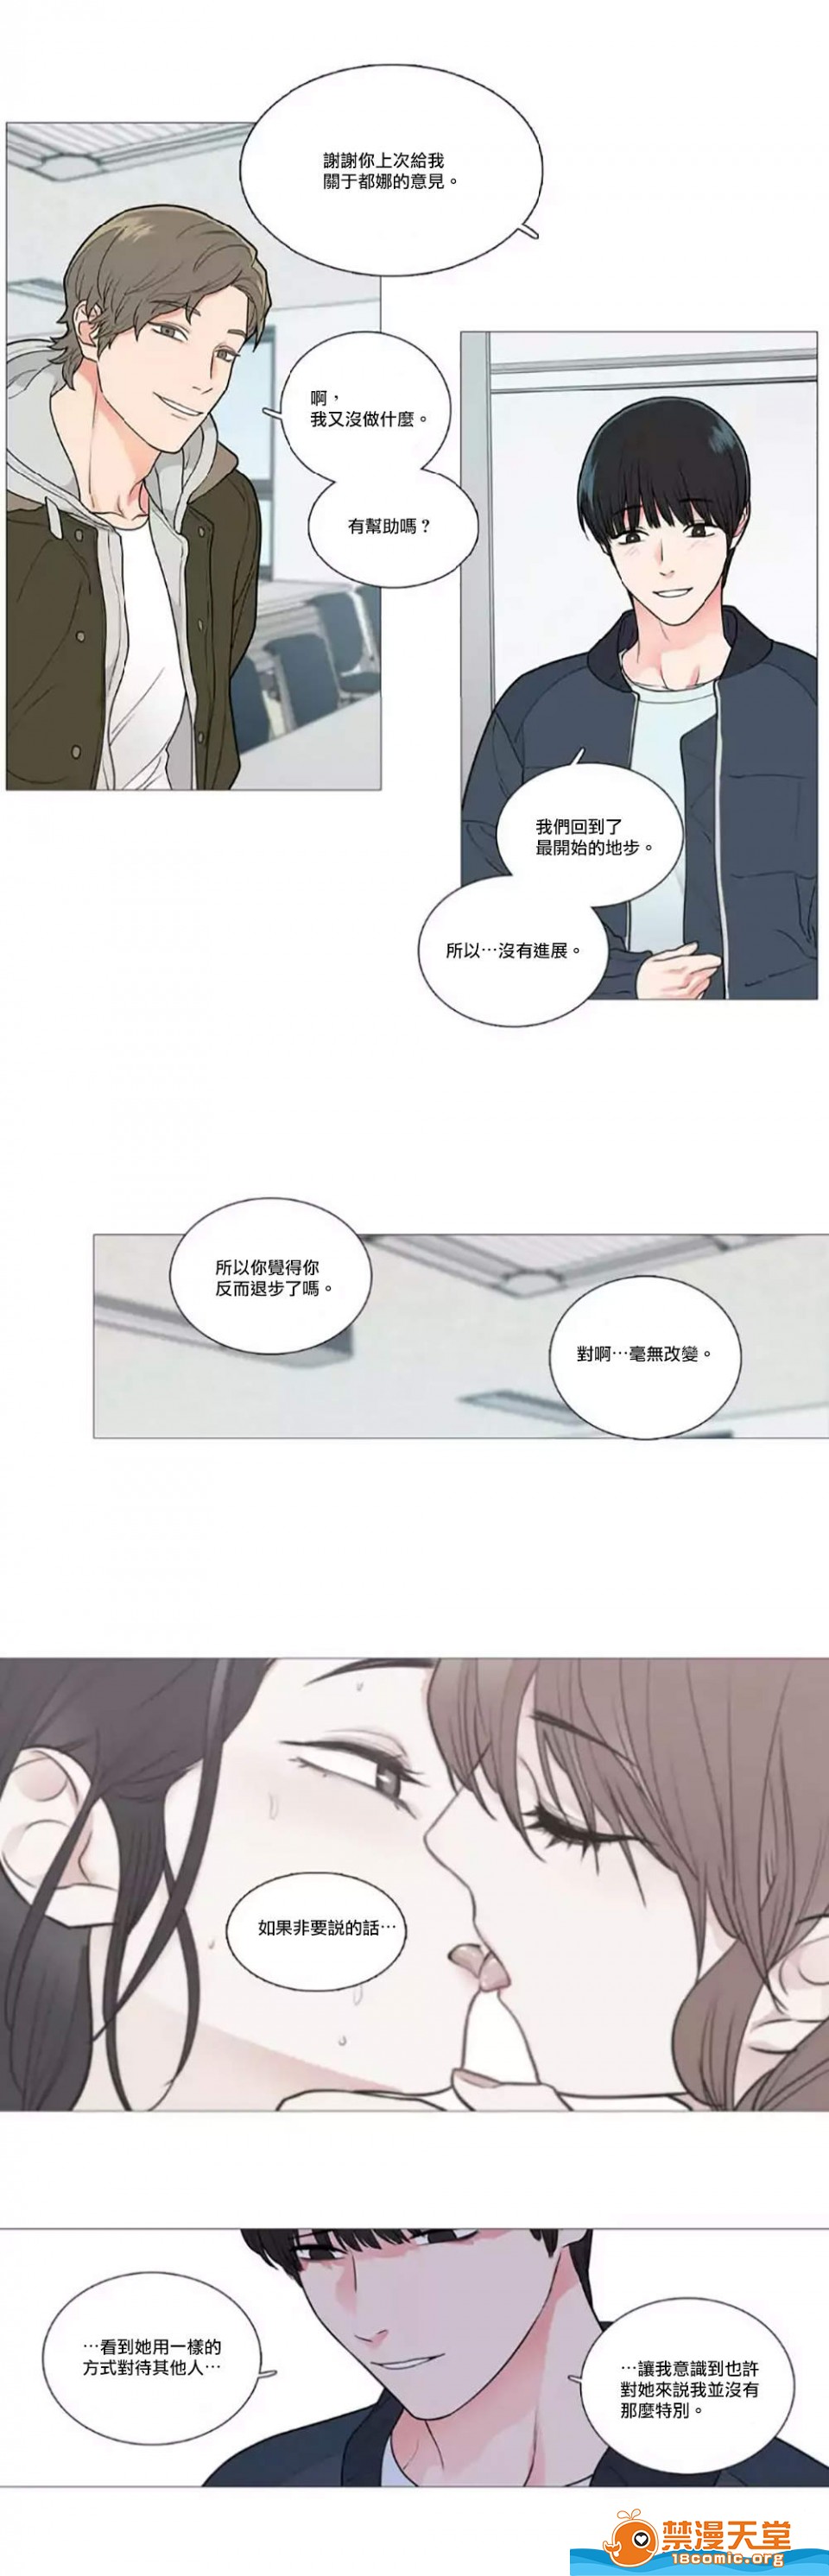 謝謝你上次給我
關于都娜的意見。
啊，
我又沒做什麼。
有幫助嗎？
我們回到了
最開始的地步。
所以…沒有進展。
所以你覺得你
反而退步了嗎。
對啊…毫無改變。
如果非要説的話…
…看到她用一樣的
方式對待其他人…
…讓我意識到也許
對她來説我並沒有
那麼特別。
禁漫天堂
18comic.org